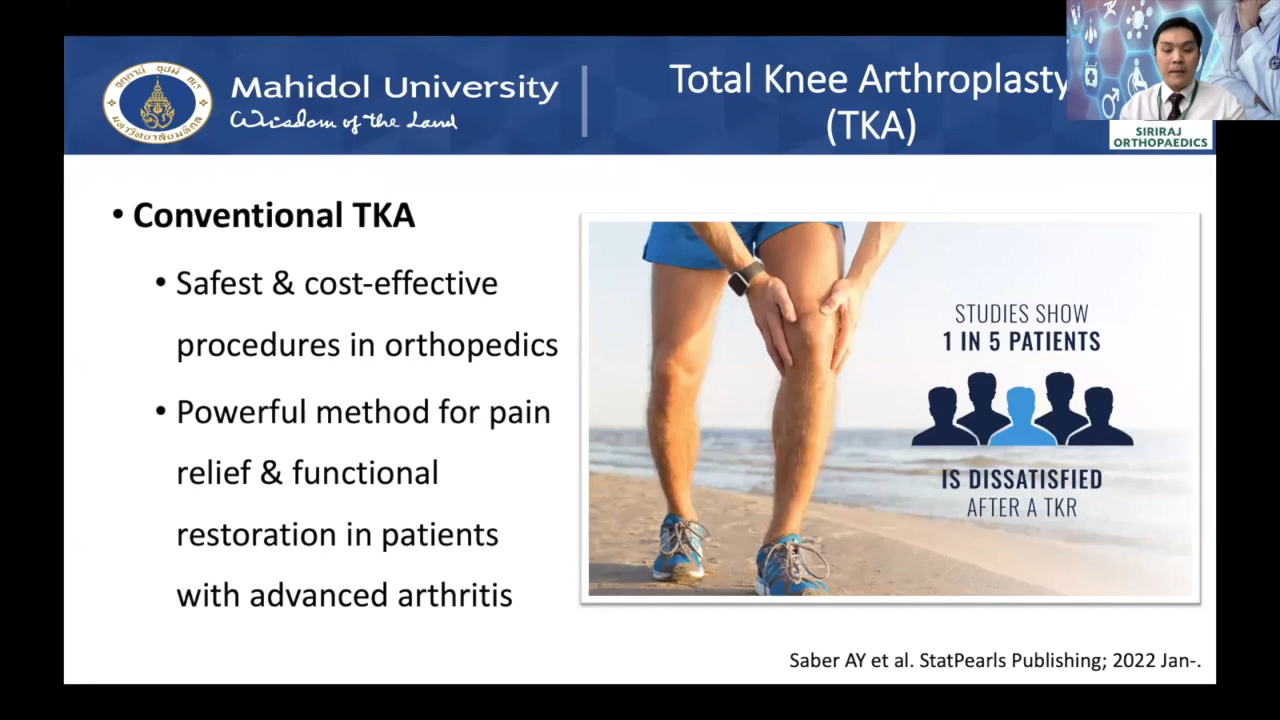 Mahidol University
Wisdom of the Land
Total Knee Arthroplasty
(TKA)
SIRIRAJ
ORTHOPAEDICS
• Conventional TKA
• Safest & cost-effective
procedures in orthopedics
• Powerful method for pain
relief & functional
restoration in patients
with advanced arthritis
STUDIES SHOW
1 IN 5 PATIENTS
IS DISSATISFIED
AFTER A TKR
Saber AY et al. StatPearls Publishing; 2022 Jan-.